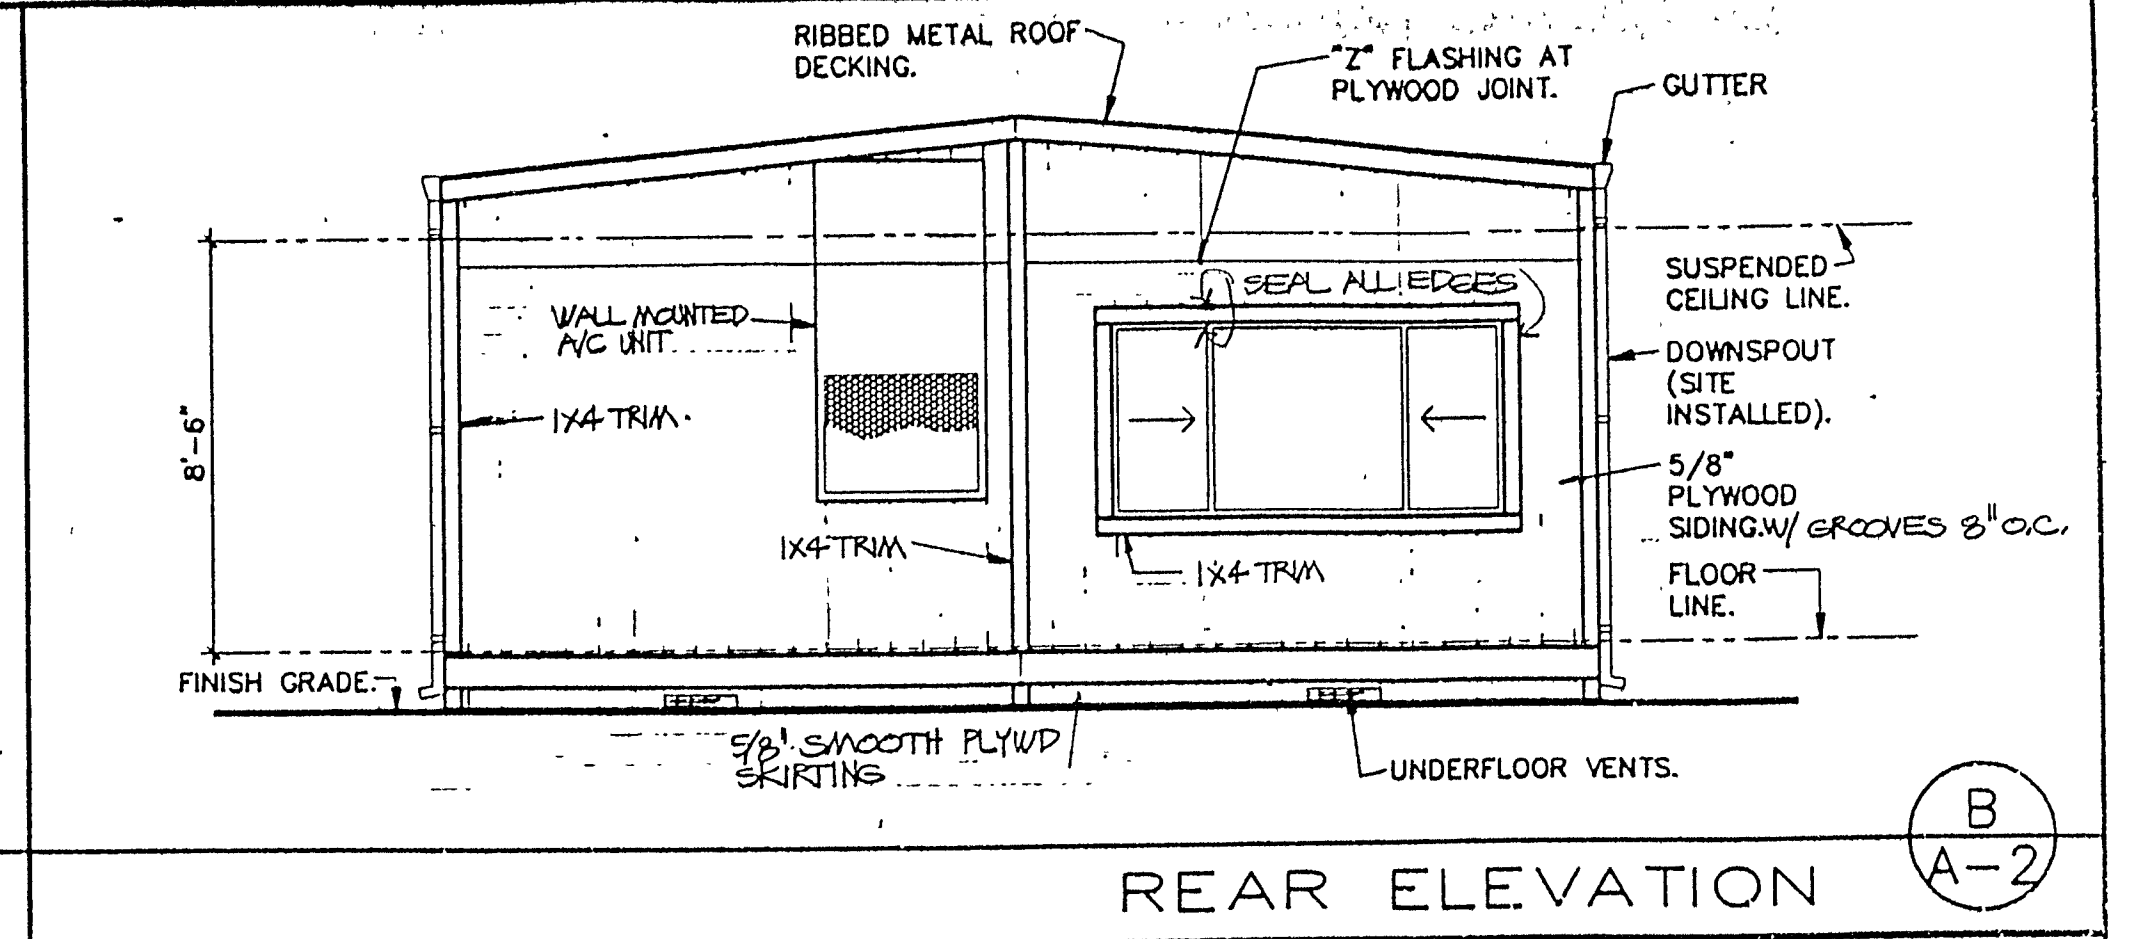 RIBBED METAL ROOF
DECKING.
"Z" FLASHING AT
PLYWOOD JOINT.
GUTTER
SUSPENDED
CEILING LINE.
SEAL ALL EDGES
WALL MOUNTED
A/C UNIT
DOWNSPOUT
(SITE
INSTALLED).
1X4 TRIM.
8'-6"
5/8"
PLYWOOD
SIDING.W/ GROOVES 8" O.C.
1X4 TRIM
1X4 TRIM
FLOOR
LINE.
FINISH GRADE.
5/8" SMOOTH PLYWD
SKIRTING
UNDERFLOOR VENTS.
B
A-2
REAR ELEVATION